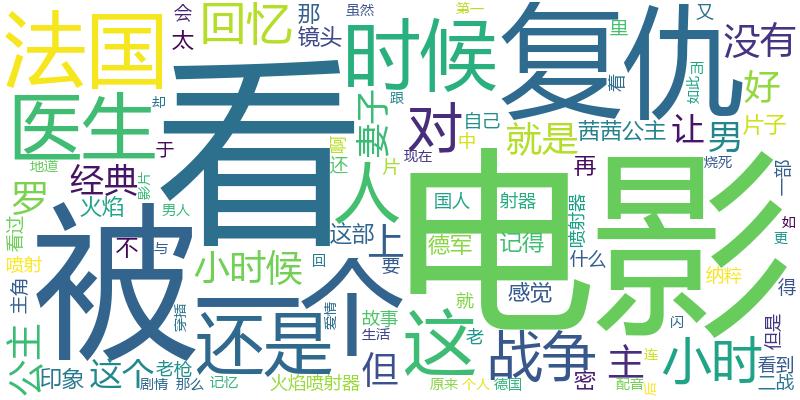 会
太
回忆
那
镜头
虽然
时候
第一
复仇
又
里
没有
法国
看
医生
妻子
跟
对
自己
着
如此
而
好
就是
茜茜公主
让
男
片子
于
却
还
中
片
现在
再
烧死
一部
地道
罗
经典
影片
人
电影
国人
射器
喷射器
如
更
火焰
男人
看过
被
不
与
这部
上
德军
记得
什么
喷射
小时候
回
要
感觉
纳粹
得
主角
一个
穿插
故事
爱情
就
闪
但是
公主
还是
生活
老
这
战争
主
连
小时
看到
印象
这个
老枪
但
密
二战
剧情
那么
记忆
火焰喷射器
原来
个人
德国
配音
后